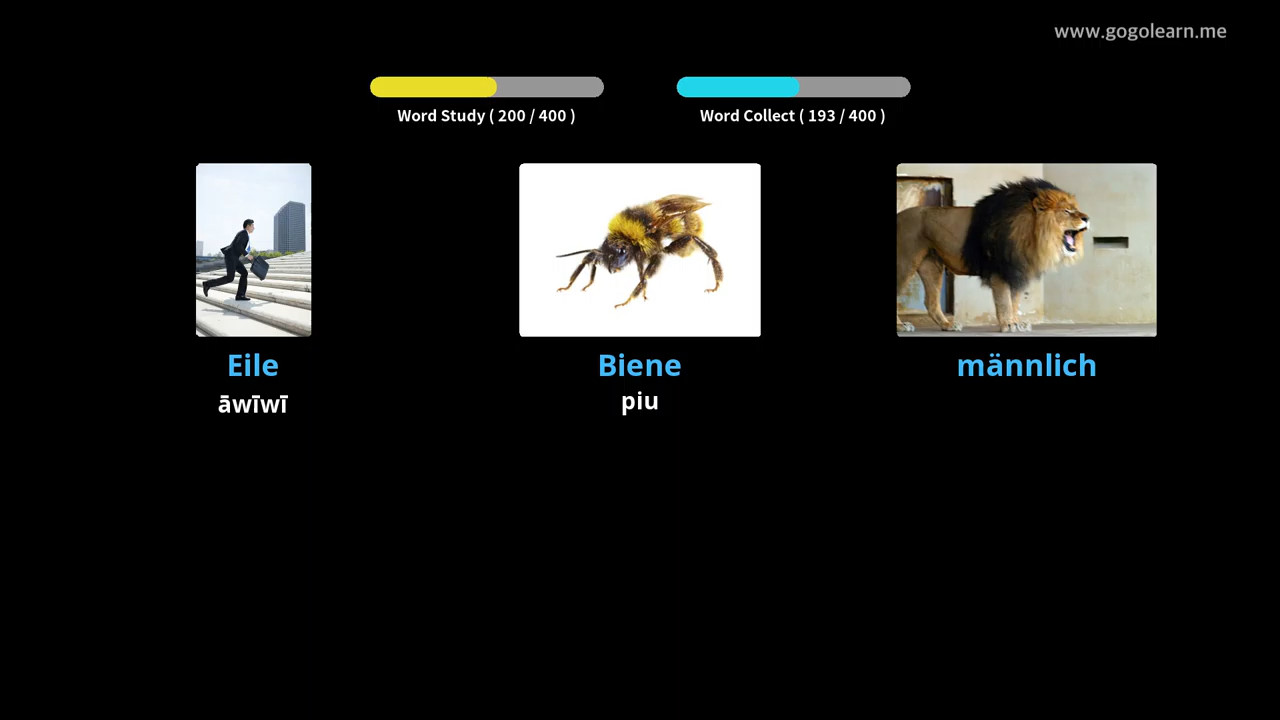 www.gogolearn.me
Word Study ( 200 / 400 )
Word Collect ( 193 / 400 )
Eile
āwīwī
Biene
piu
männlich